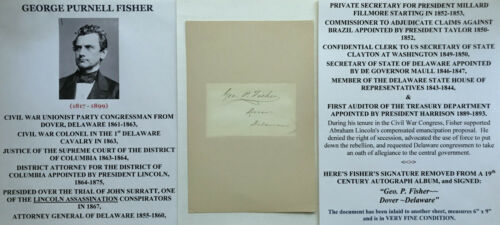 GEORGE PURNELL FISHER
(1817 - 1899)
CIVIL WAR UNIONIST PARTY CONGRESSMAN FROM
DOVER, DELAWARE 1861-1863,
CIVIL WAR COLONEL IN THE 1st DELAWARE
CAVALRY IN 1863,
JUSTICE OF THE SUPREME COURT OF THE DISTRICT
OF COLUMBIA 1863-1864,
DISTRICT ATTORNEY FOR THE DISTRICT OF
COLUMBIA APPOINTED BY PRESIDENT LINCOLN,
1864-1875,
PRESIDED OVER THE TRIAL OF JOHN SURRATT, ONE
OF THE LINCOLN ASSASSINATION CONSPIRATORS
IN 1867,
ATTORNEY GENERAL OF DELAWARE 1855-1860,
Geo. P. Fisher
Dover
Delaware
PRIVATE SECRETARY FOR PRESIDENT MILLARD
FILLMORE STARTING IN 1852-1853,
COMMISSIONER TO ADJUDICATE CLAIMS AGAINST
BRAZIL APPOINTED BY PRESIDENT TAYLOR 1850-
1852,
CONFIDENTIAL CLERK TO US SECRETARY OF STATE
CLAYTON AT WASHINGTON 1849-1850,
SECRETARY OF STATE OF DELAWARE APPOINTED
BY DE GOVERNOR MAULL 1846-1847,
MEMBER OF THE DELAWARE STATE HOUSE OF
REPRESENTATIVES 1843-1844,
&
FIRST AUDITOR OF THE TREASURY DEPARTMENT
APPOINTED BY PRESIDENT HARRISON 1889-1893.
During his tenure in the Civil War Congress, Fisher supported
Abraham Lincoln's compensated emancipation proposal. He
denied the right of secession, advocated the use of force to put
down the rebellion, and requested Delaware congressmen to take
an oath of allegiance to the central government.
<<>>
HERE'S FISHER'S SIGNATURE REMOVED FROM A 19th
CENTURY AUTOGRAPH ALBUM, and SIGNED:
"Geo. P. Fisher—
Dover ~Delaware"
The document has been inlaid to another sheet, measures 6" x 9"
and is in VERY FINE CONDITION.